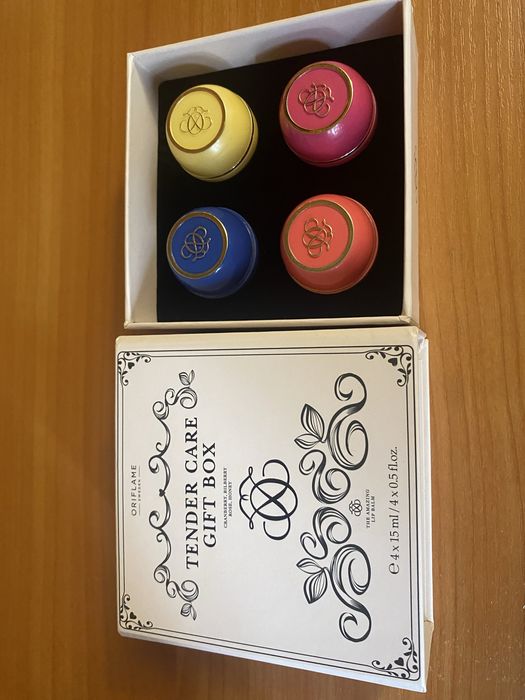 ORIFLAME
SWEDEN
TENDER CARE
GIFT BOX
CRANBERRY, BILBERRY
ROSE, HONEY
THE AMAZING
LIP BALM
℮ 4 x 15 ml / 4 x 0.5 fl.oz.